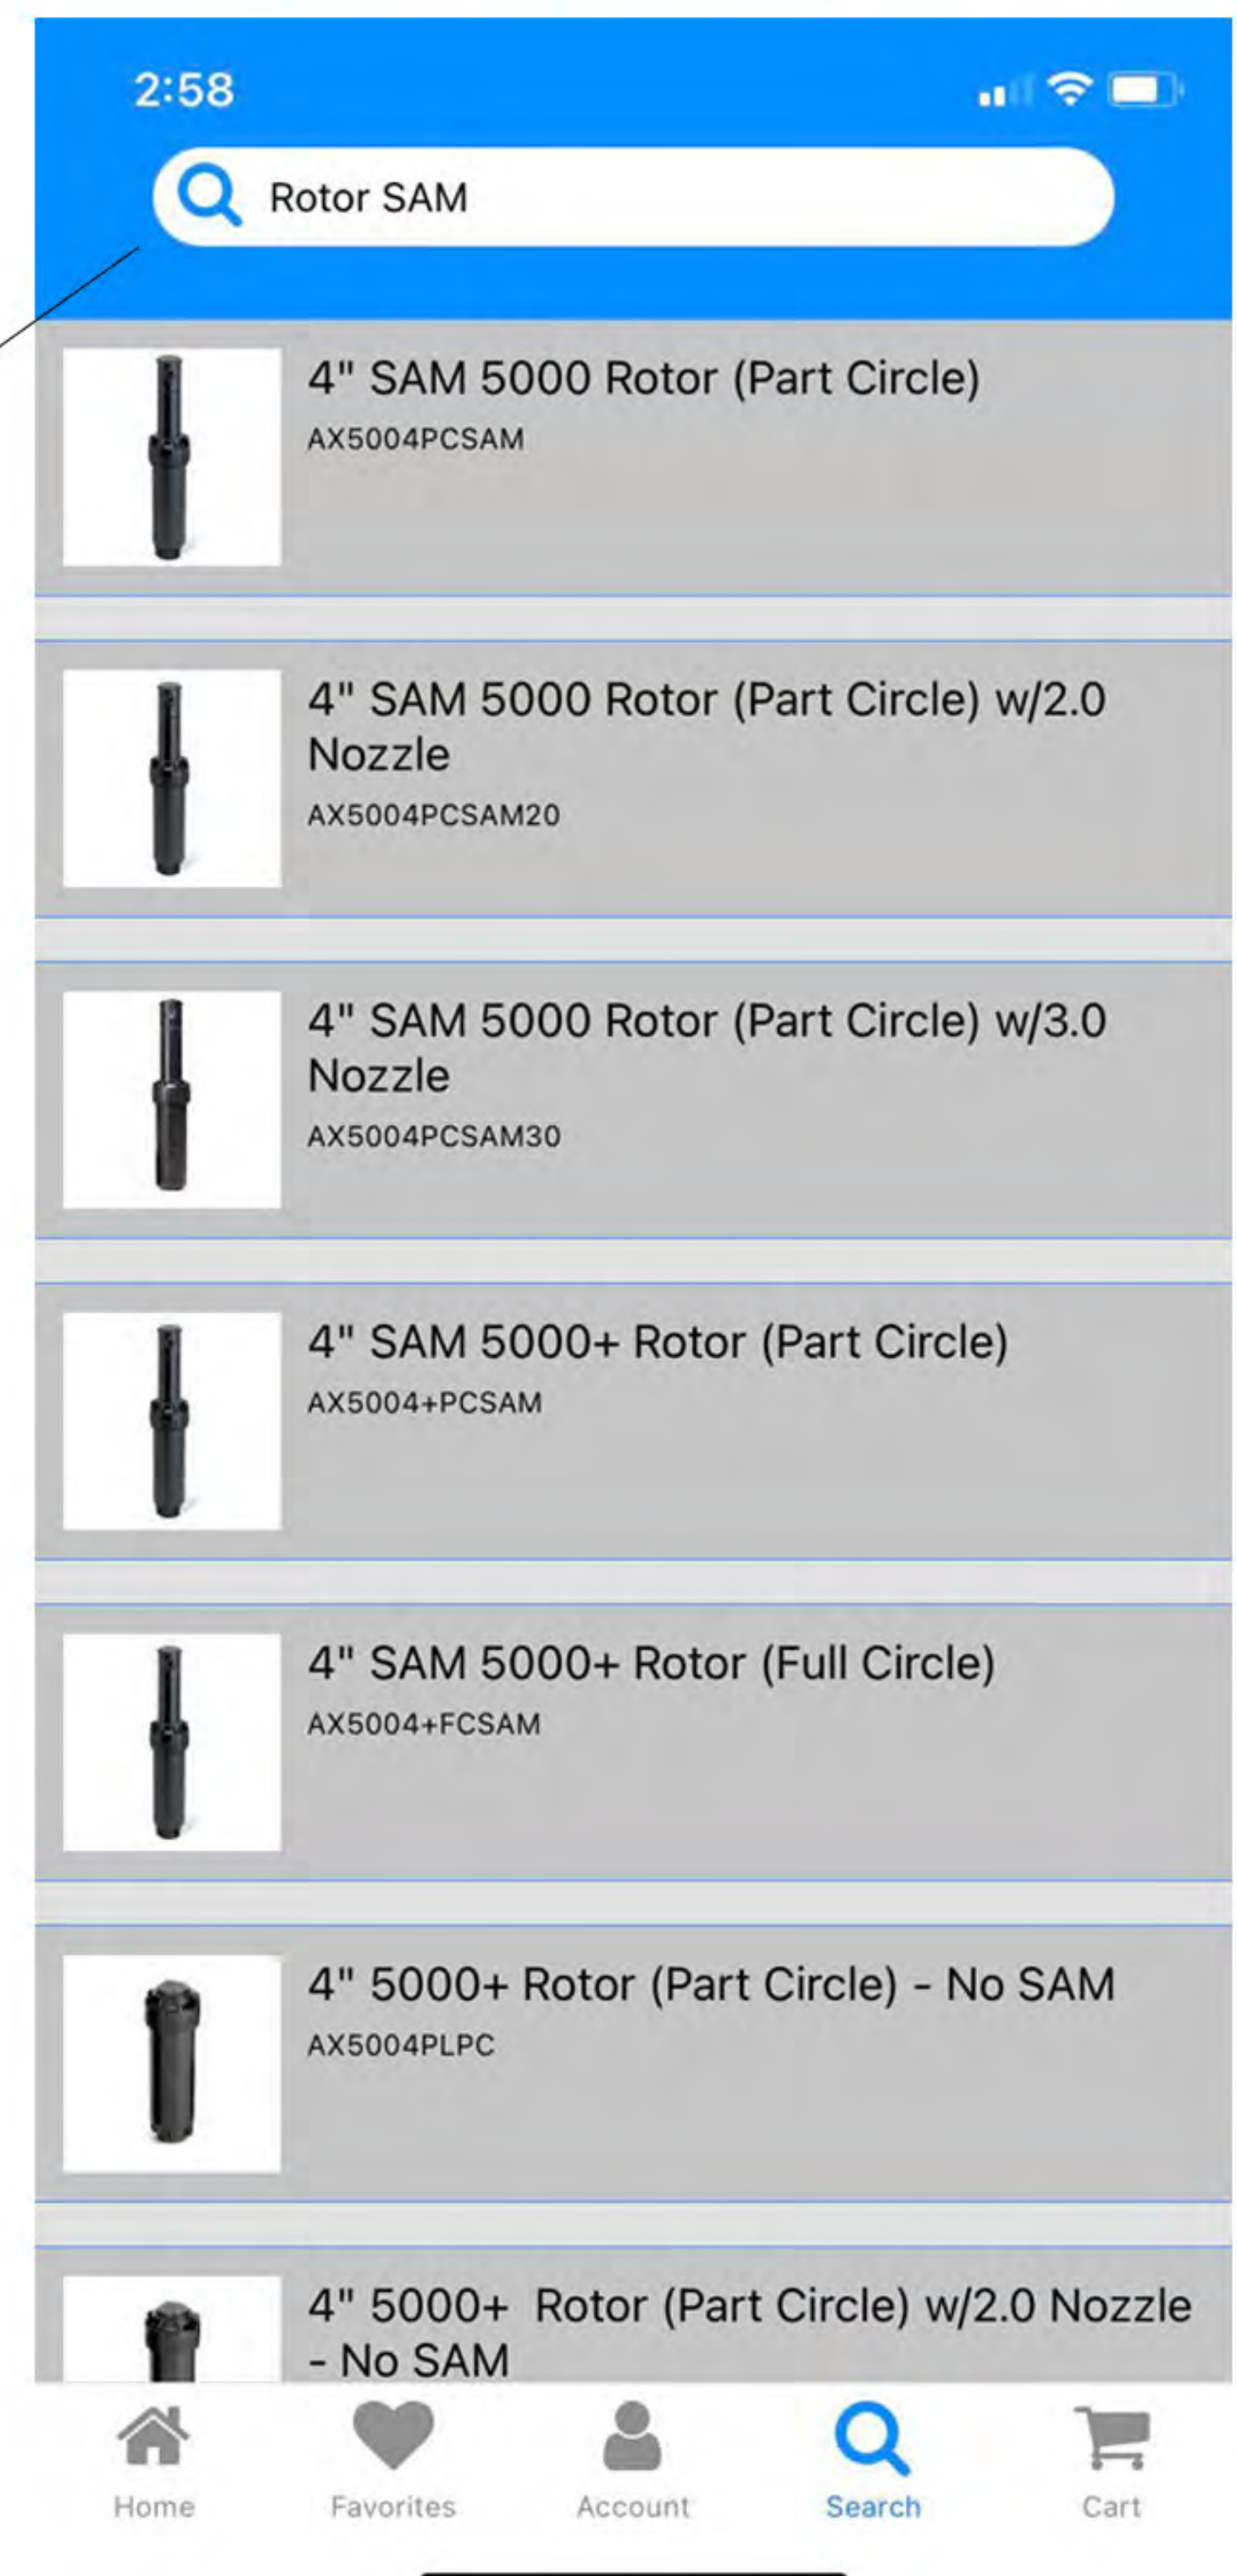 2:58
Rotor SAM
4" SAM 5000 Rotor (Part Circle)
AX5004PCSAM
4" SAM 5000 Rotor (Part Circle) w/2.0
Nozzle
AX5004PCSAM20
4" SAM 5000 Rotor (Part Circle) w/3.0
Nozzle
AX5004PCSAM30
4" SAM 5000+ Rotor (Part Circle)
AX5004+PCSAM
4" SAM 5000+ Rotor (Full Circle)
AX5004+FCSAM
4" 5000+ Rotor (Part Circle) - No SAM
AX5004PLPC
4" 5000+  Rotor (Part Circle) w/2.0 Nozzle
- No SAM
Home Favorites Account Search Cart